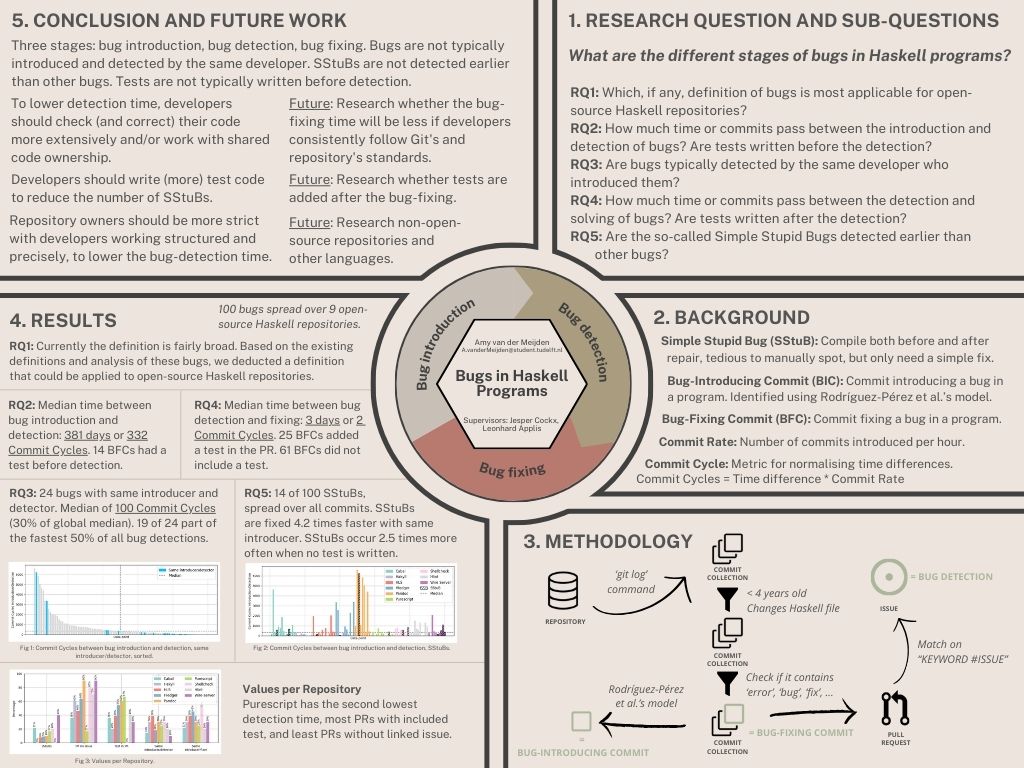 5. CONCLUSION AND FUTURE WORK
Three stages: bug introduction, bug detection, bug fixing. Bugs are not typically
introduced and detected by the same developer. SStuBs are not detected earlier
than other bugs. Tests are not typically written before detection.
To lower detection time, developers
should check (and correct) their code
more extensively and/or work with shared
code ownership.
Developers should write (more) test code
to reduce the number of SStuBs.
Repository owners should be more strict
with developers working structured and
precisely, to lower the bug-detection time.
Future: Research whether the bug-
fixing time will be less if developers
consistently follow Git's and
repository's standards.
Future: Research whether tests are
added after the bug-fixing.
Future: Research non-open-
source repositories and
other languages.
1. RESEARCH QUESTION AND SUB-QUESTIONS
What are the different stages of bugs in Haskell programs?
RQ1: Which, if any, definition of bugs is most applicable for open-
source Haskell repositories?
RQ2: How much time or commits pass between the introduction and
detection of bugs? Are tests written before the detection?
RQ3: Are bugs typically detected by the same developer who
introduced them?
RQ4: How much time or commits pass between the detection and
solving of bugs? Are tests written after the detection?
RQ5: Are the so-called Simple Stupid Bugs detected earlier than
other bugs?
Bug introduction
Bug detection
Bug fixing
Amy van der Meijden
A.vanderMeijden@student.tudelft.nl
Bugs in Haskell
Programs
Supervisors: Jesper Cockx,
Leonhard Applis
2. BACKGROUND
Simple Stupid Bug (SStuB): Compile both before and after
repair, tedious to manually spot, but only need a simple fix.
Bug-Introducing Commit (BIC): Commit introducing a bug in
a program. Identified using Rodríguez-Pérez et al.'s model.
Bug-Fixing Commit (BFC): Commit fixing a bug in a program.
Commit Rate: Number of commits introduced per hour.
Commit Cycle: Metric for normalising time differences.
Commit Cycles = Time difference * Commit Rate
3. METHODOLOGY
REPOSITORY
'git log'
command
COMMIT
COLLECTION
< 4 years old
Changes Haskell file
COMMIT
COLLECTION
Check if it contains
'error', 'bug', 'fix', ...
COMMIT
COLLECTION
= BUG-FIXING COMMIT
Rodríguez-Pérez
et al.'s model
=
BUG-INTRODUCING COMMIT
PULL
REQUEST
Match on
"KEYWORD #ISSUE"
ISSUE
= BUG DETECTION
4. RESULTS
100 bugs spread over 9 open-
source Haskell repositories.
RQ1: Currently the definition is fairly broad. Based on the existing
definitions and analysis of these bugs, we deducted a definition
that could be applied to open-source Haskell repositories.
RQ2: Median time between
bug introduction and
detection: 381 days or 332
Commit Cycles. 14 BFCs had a
test before detection.
RQ4: Median time between bug
detection and fixing: 3 days or 2
Commit Cycles. 25 BFCs added
a test in the PR. 61 BFCs did not
include a test.
RQ3: 24 bugs with same introducer and
detector. Median of 100 Commit Cycles
(30% of global median). 19 of 24 part of
the fastest 50% of all bug detections.
RQ5: 14 of 100 SStuBs,
spread over all commits. SStuBs
are fixed 4.2 times faster with same
introducer. SStuBs occur 2.5 times more
often when no test is written.
Same introducer/detector
Median
Fig 1: Commit Cycles between bug introduction and detection, same
introducer/detector, sorted.
Cabal
Hakyll
HLS
Hledger
Pandoc
Purescript
Shellcheck
Xmel
Wire Server
SStuB
Median
Fig 2: Commit Cycles between bug introduction and detection, SStuBs.
Cabal
Hakyll
HLS
Hledger
Pandoc
Purescript
Shellcheck
Wire Server
Fig 3: Values per Repository.
Values per Repository
Purescript has the second lowest
detection time, most PRs with included
test, and least PRs without linked issue.